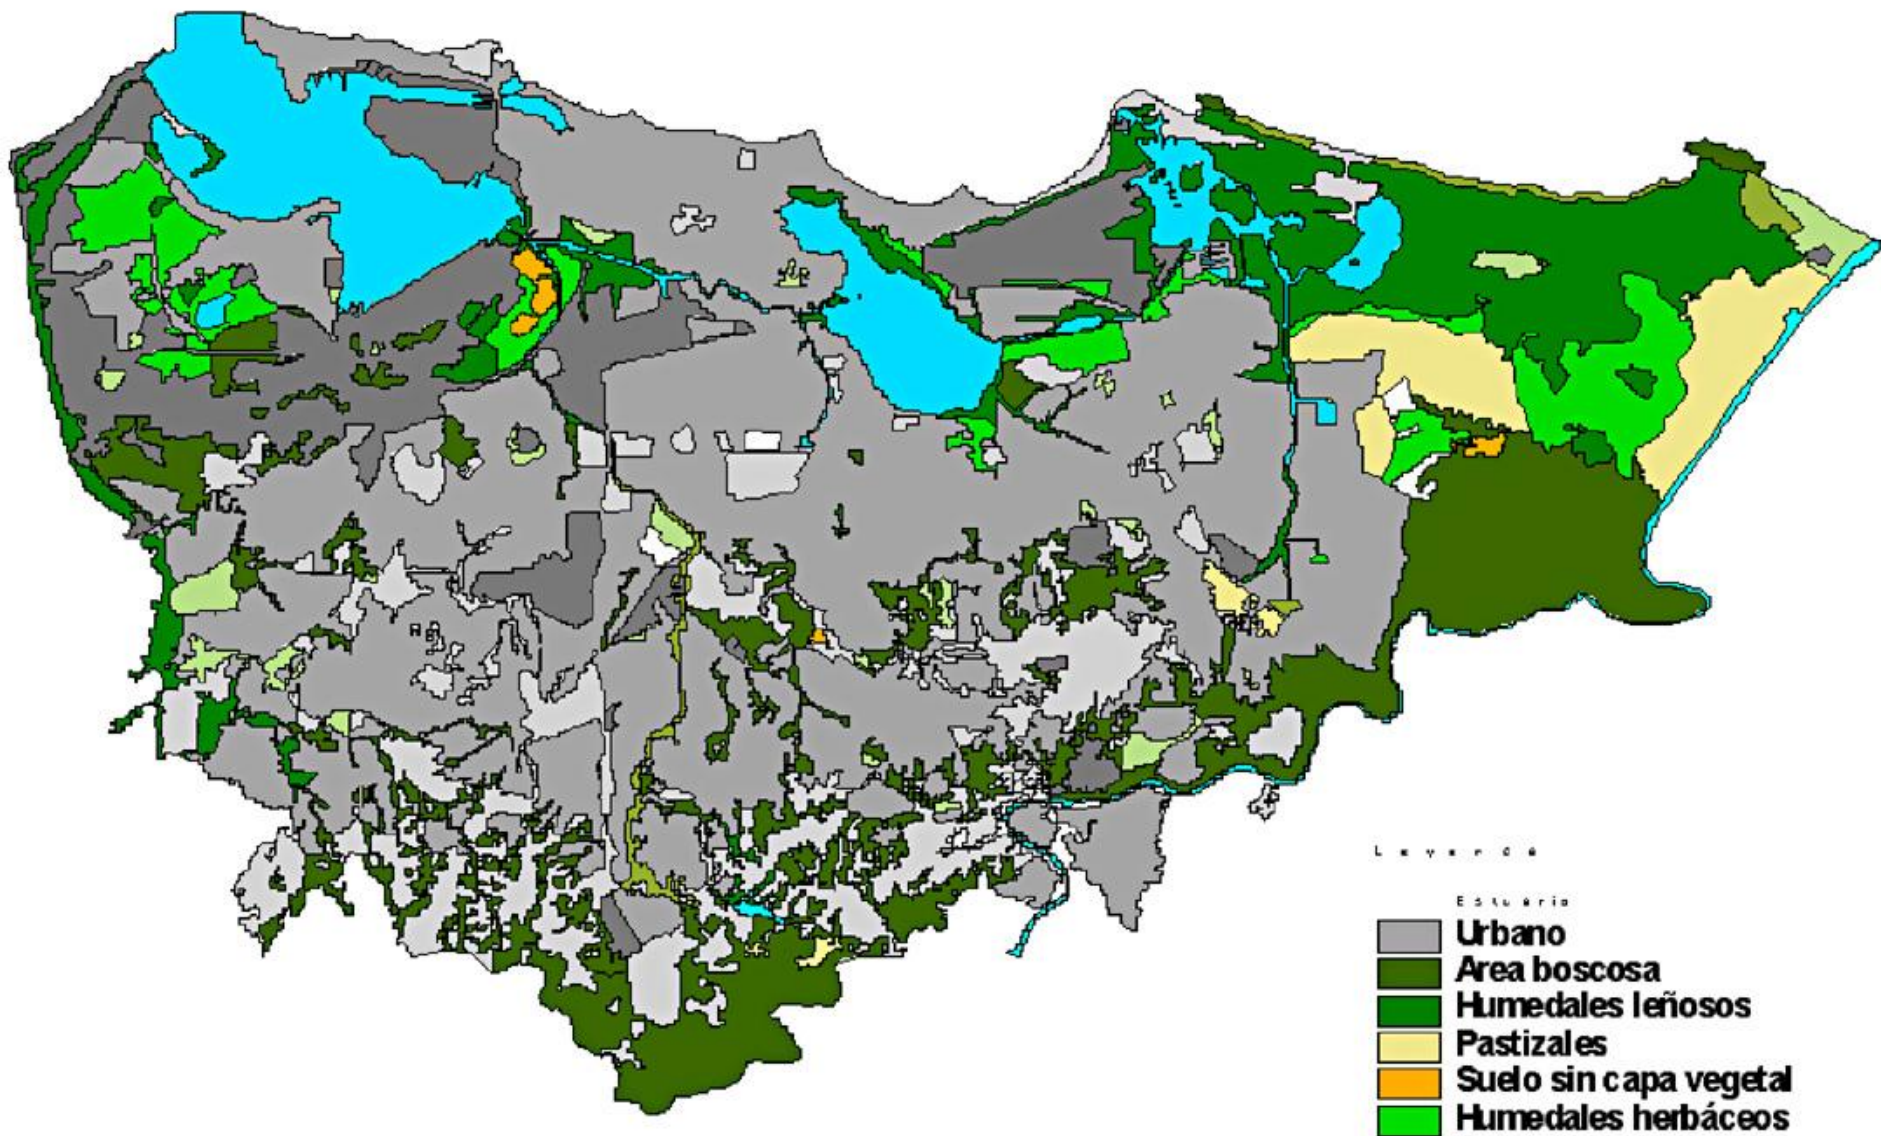 Leyenda
Estuario
Urbano
Area boscosa
Humedales leñosos
Pastizales
Suelo sin capa vegetal
Humedales herbáceos